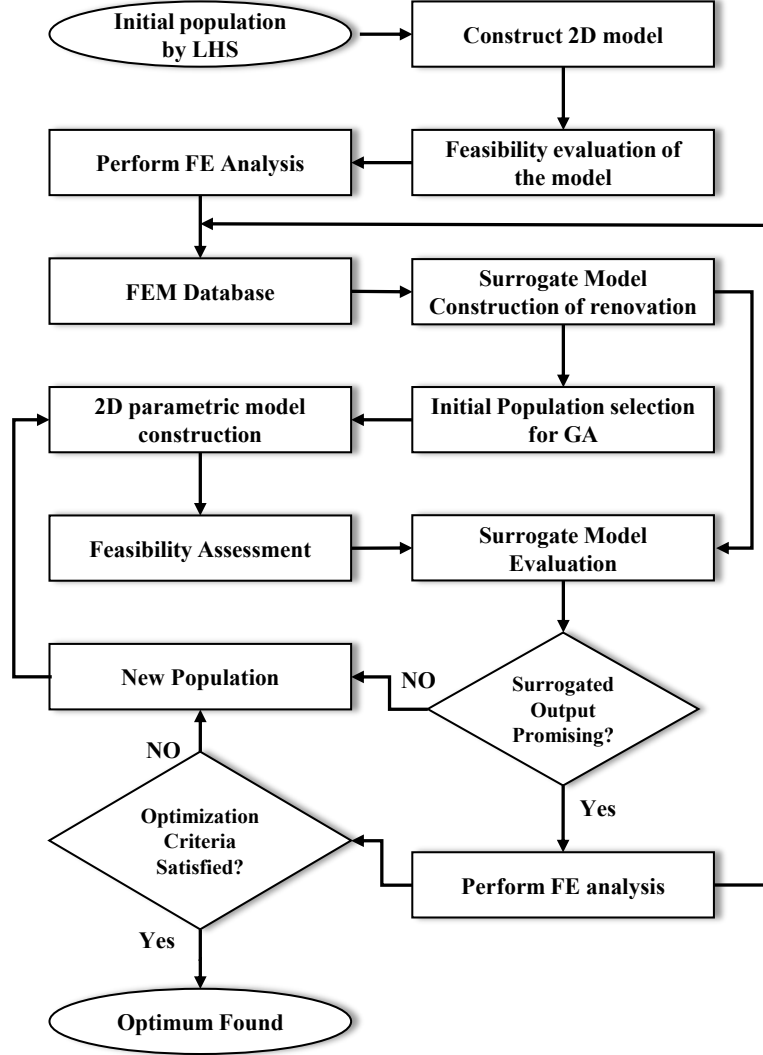 Initial population
by LHS
Construct 2D model
Perform FE Analysis
Feasibility evaluation of
the model
FEM Database
Surrogate Model
Construction of renovation
2D parametric model
construction
Initial Population selection
for GA
Feasibility Assessment
Surrogate Model
Evaluation
New Population
NO
Surrogated
Output
Promising?
NO
Yes
Optimization
Criteria
Satisfied?
Perform FE analysis
Yes
Optimum Found